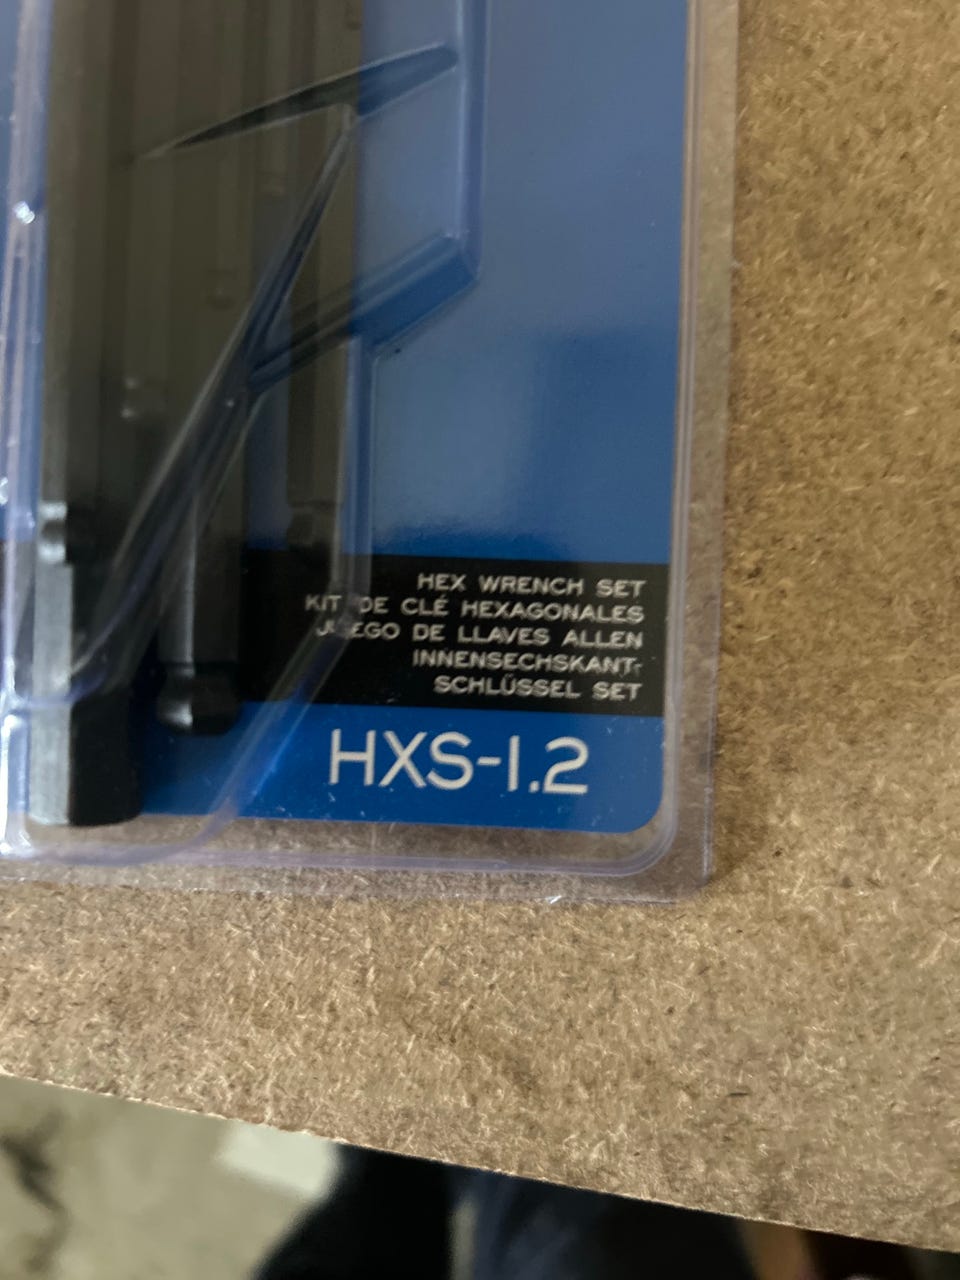 HEX WRENCH SET
KIT DE CLÉ HEXAGONALES
JUEGO DE LLAVES ALLEN
INNENSECHSKANT-
SCHLÜSSEL SET
HXS-1.2